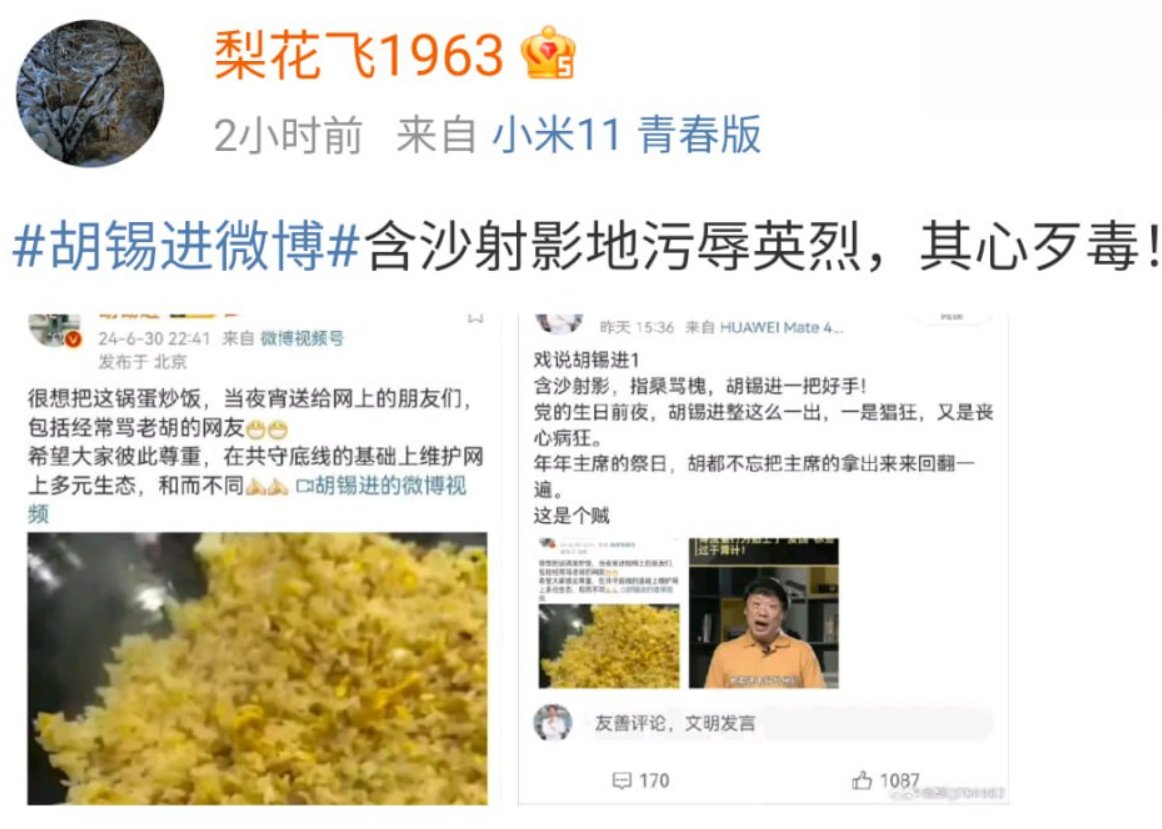 梨花飞1963
5
2小时前 来自 小米11 青春版
#胡锡进微博#含沙射影地污辱英烈，其心歹毒！
24-6-30 22:41 来自 微博视频号
发布于 北京
很想把这锅蛋炒饭，当夜宵送给网上的朋友们，
包括经常骂老胡的网友
希望大家彼此尊重，在共守底线的基础上维护网
上多元生态，和而不同 胡锡进的微博视
频
昨天 15:36 来自 HUAWEI Mate 4...
戏说胡锡进1
含沙射影，指桑骂槐，胡锡进一把好手！
党的生日前夜，胡锡进整这么一出，一是猖狂，又是丧
心病狂。
年年主席的祭日，胡都不忘把主席的拿出来来回翻一
遍。
这是个贼
过于算计！
友善评论，文明发言
170
1087